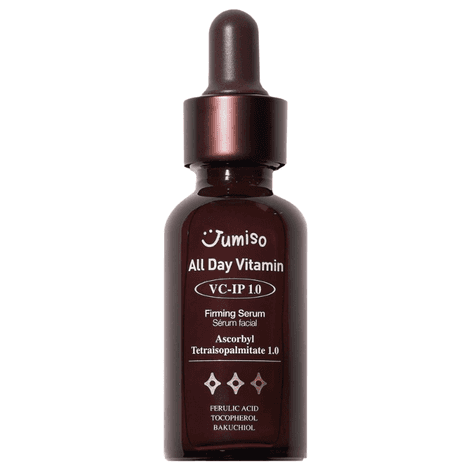 Jumiso
All Day Vitamin
VC-IP 1.0
Firming Serum
Sérum facial
Ascorbyl
Tetraisopalmitate 1.0
FERULIC ACID
TOCOPHEROL
BAKUCHIOL